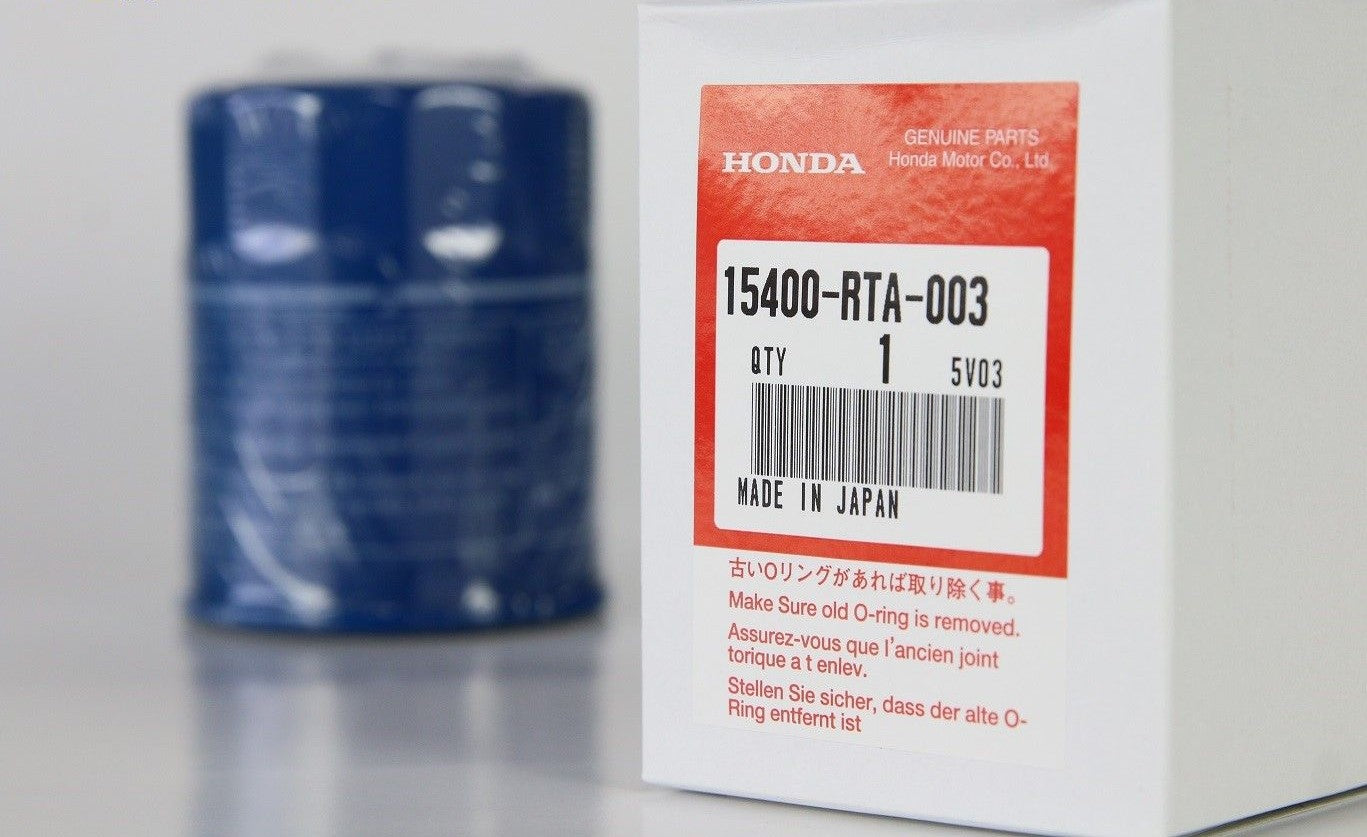 HONDA
GENUINE PARTS
Honda Motor Co., Ltd
15400-RTA-003
QTY 1 5V03
MADE IN JAPAN
古いOリングがあれば取り除く事。
Make Sure old O-ring is removed.
Assurez-vous que l'ancien joint
torique a t enlev.
Stellen Sie sicher, dass der alte O-
Ring entfernt ist